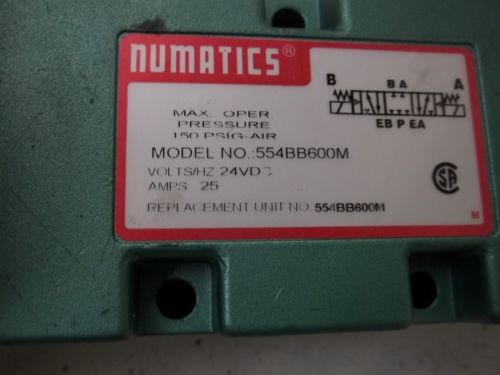 NUMATICS®
B B A A
EB P EA
MAX. OPER.
PRESSURE
150 PSIG-AIR
MODEL NO.:554BB600M
VOLTS/HZ 24VDC
AMPS .25
REPLACEMENT UNIT NO 554BB600M
SA
M